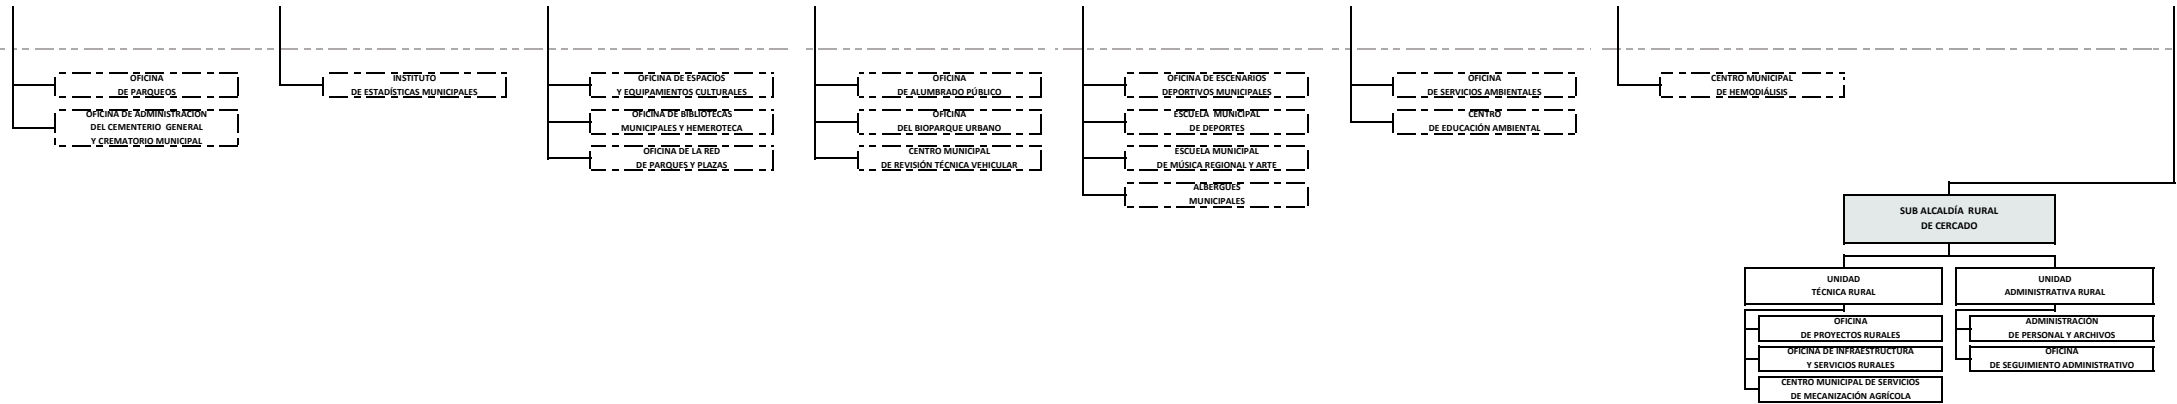 OFICINA
DE PARQUEOS
OFICINA DE ADMINISTRACIÓN
DEL CEMENTERIO GENERAL
Y CREMATORIO MUNICIPAL
INSTITUTO
DE ESTADÍSTICAS MUNICIPALES
OFICINA DE ESPACIOS
Y EQUIPAMIENTOS CULTURALES
OFICINA DE BIBLIOTECAS
MUNICIPALES Y HEMEROTECA
OFICINA DE LA RED
DE PARQUES Y PLAZAS
OFICINA
DE ALUMBRADO PÚBLICO
OFICINA
DEL BIOPARQUE URBANO
CENTRO MUNICIPAL
DE REVISIÓN TÉCNICA VEHICULAR
OFICINA DE ESCENARIOS
DEPORTIVOS MUNICIPALES
ESCUELA MUNICIPAL
DE DEPORTES
ESCUELA MUNICIPAL
DE MÚSICA REGIONAL Y ARTE
ALBERGUES
MUNICIPALES
OFICINA
DE SERVICIOS AMBIENTALES
CENTRO
DE EDUCACIÓN AMBIENTAL
CENTRO MUNICIPAL
DE HEMODIÁLISIS
SUB ALCALDÍA RURAL
DE CERCADO
UNIDAD
TÉCNICA RURAL
OFICINA
DE PROYECTOS RURALES
OFICINA DE INFRAESTRUCTURA
Y SERVICIOS RURALES
CENTRO MUNICIPAL DE SERVICIOS
DE MECANIZACIÓN AGRÍCOLA
UNIDAD
ADMINISTRATIVA RURAL
ADMINISTRACIÓN
DE PERSONAL Y ARCHIVOS
OFICINA
DE SEGUIMIENTO ADMINISTRATIVO